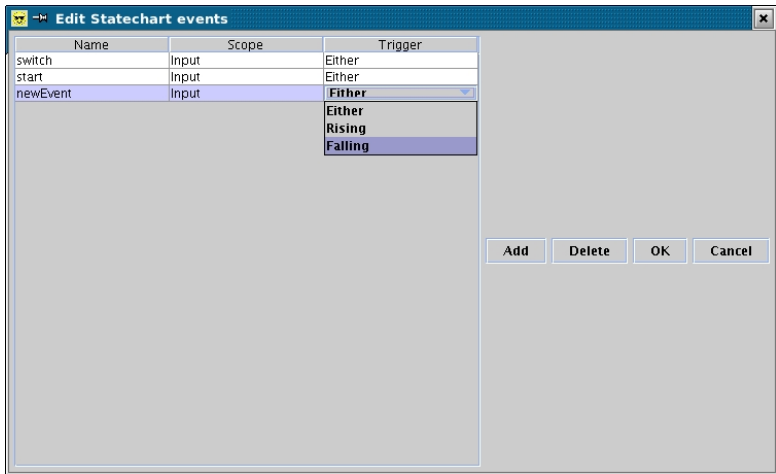 Edit Statechart events
Name Scope Trigger
switch Input Either
start Input Either
newEvent Input Either
Either
Rising
Falling
Add Delete OK Cancel